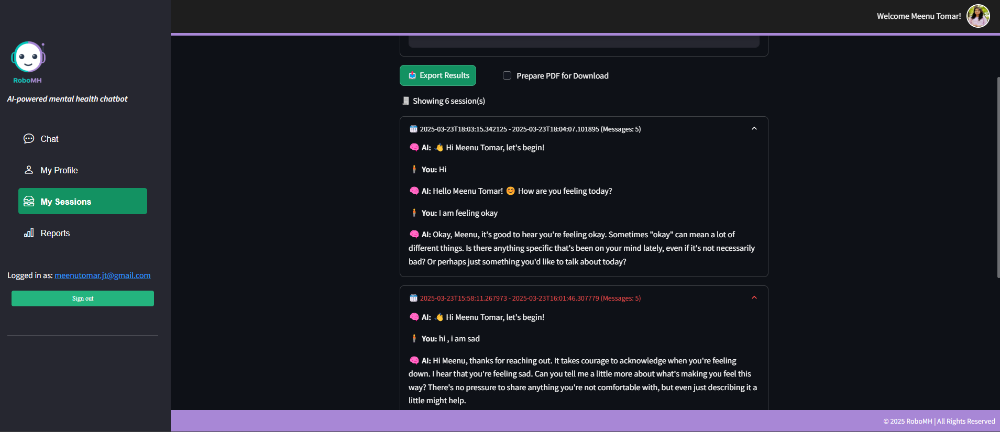 Welcome Meenu Tomar!
RoboMH
AI-powered mental health chatbot
Chat
My Profile
My Sessions
Reports
Logged in as: meenutomar.jt@gmail.com
Sign out
Export Results
Prepare PDF for Download
Showing 6 session(s)
2025-03-23T18:03:15.342125 - 2025-03-23T18:04:07.101895 (Messages: 5)
AI: 👋 Hi Meenu Tomar, let's begin!
You: Hi
AI: Hello Meenu Tomar! 😊 How are you feeling today?
You: I am feeling okay
AI: Okay, Meenu, it's good to hear you're feeling okay. Sometimes "okay" can mean a lot of
different things. Is there anything specific that's been on your mind lately, even if it's not necessarily
bad? Or perhaps just something you'd like to talk about today?
2025-03-23T15:58:11.267973 - 2025-03-23T16:01:46.307779 (Messages: 5)
AI: 👋 Hi Meenu Tomar, let's begin!
You: hi , i am sad
AI: Hi Meenu, thanks for reaching out. It takes courage to acknowledge when you're feeling
down. I hear that you're feeling sad. Can you tell me a little more about what's making you feel this
way? There's no pressure to share anything you're not comfortable with, but even just describing it a
little might help.
© 2025 RoboMH | All Rights Reserved